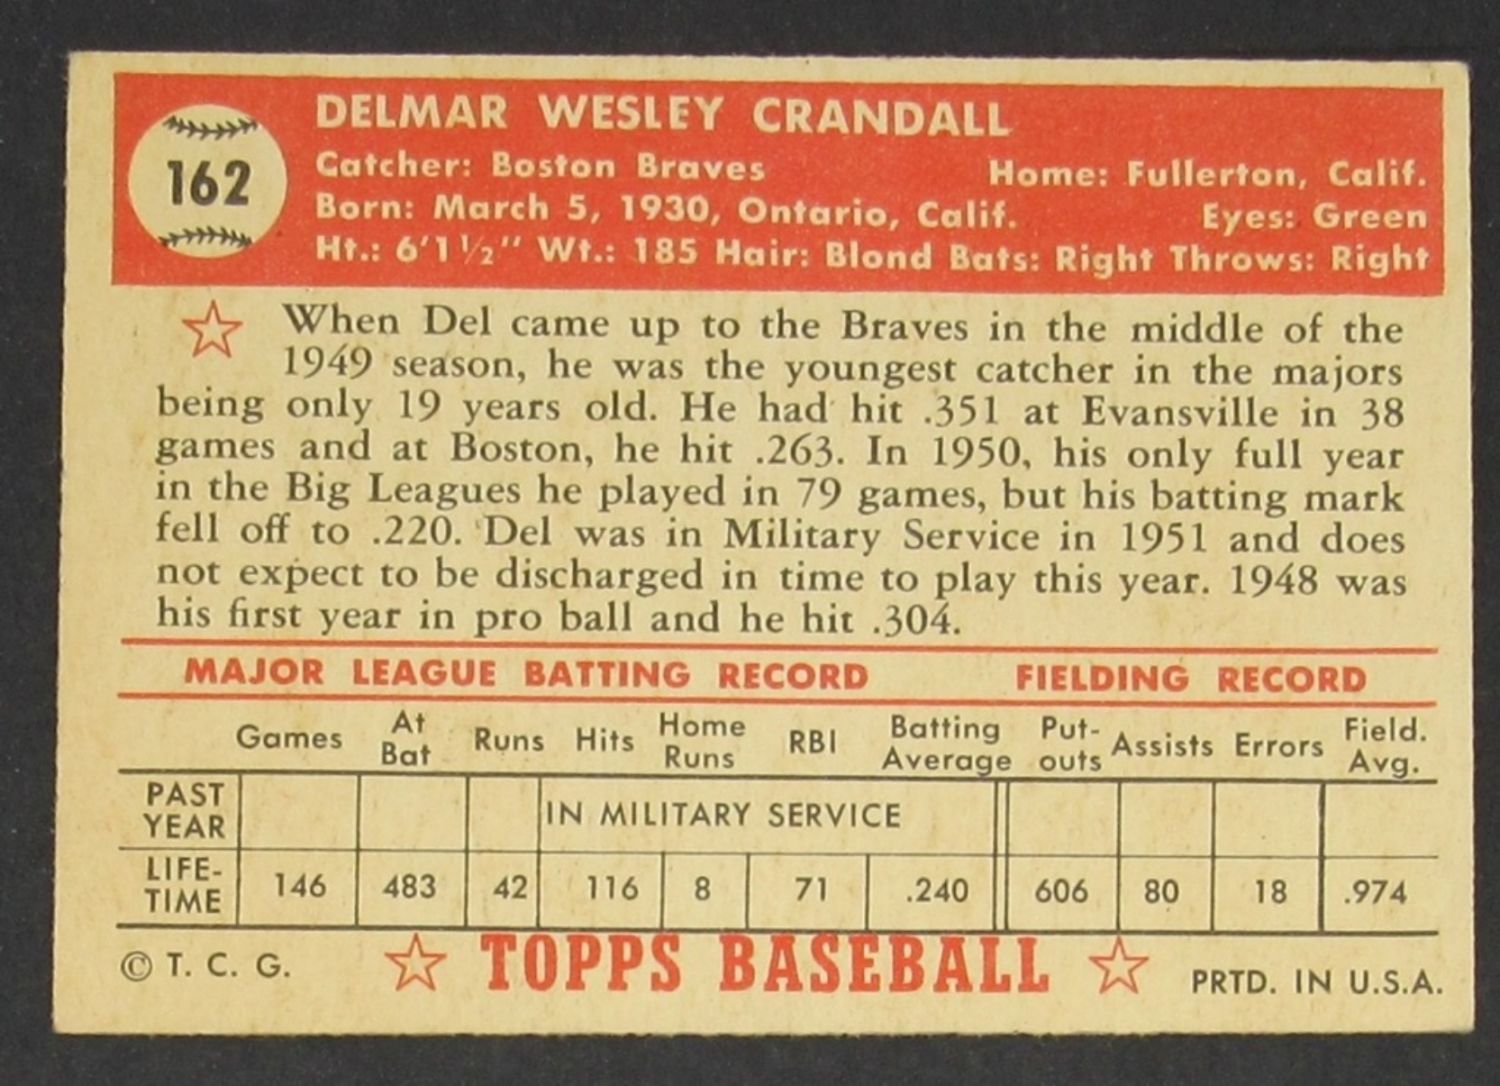 162
DELMAR WESLEY CRANDALL
Catcher: Boston Braves Home: Fullerton, Calif.
Born: March 5, 1930, Ontario, Calif. Eyes: Green
Ht.: 6'1½" Wt.: 185 Hair: Blond Bats: Right Throws: Right
When Del came up to the Braves in the middle of the
1949 season, he was the youngest catcher in the majors
being only 19 years old. He had hit .351 at Evansville in 38
games and at Boston, he hit .263. In 1950, his only full year
in the Big Leagues he played in 79 games, but his batting mark
fell off to .220. Del was in Military Service in 1951 and does
not expect to be discharged in time to play this year. 1948 was
his first year in pro ball and he hit .304.
MAJOR LEAGUE BATTING RECORD FIELDING RECORD
Games At Bat Runs Hits Home Runs RBI Batting Average Put-outs Assists Errors Field. Avg.
PAST YEAR IN MILITARY SERVICE
LIFE-TIME 146 483 42 116 8 71 .240 606 80 18 .974
© T. C. G. TOPPS BASEBALL PRTD. IN U.S.A.